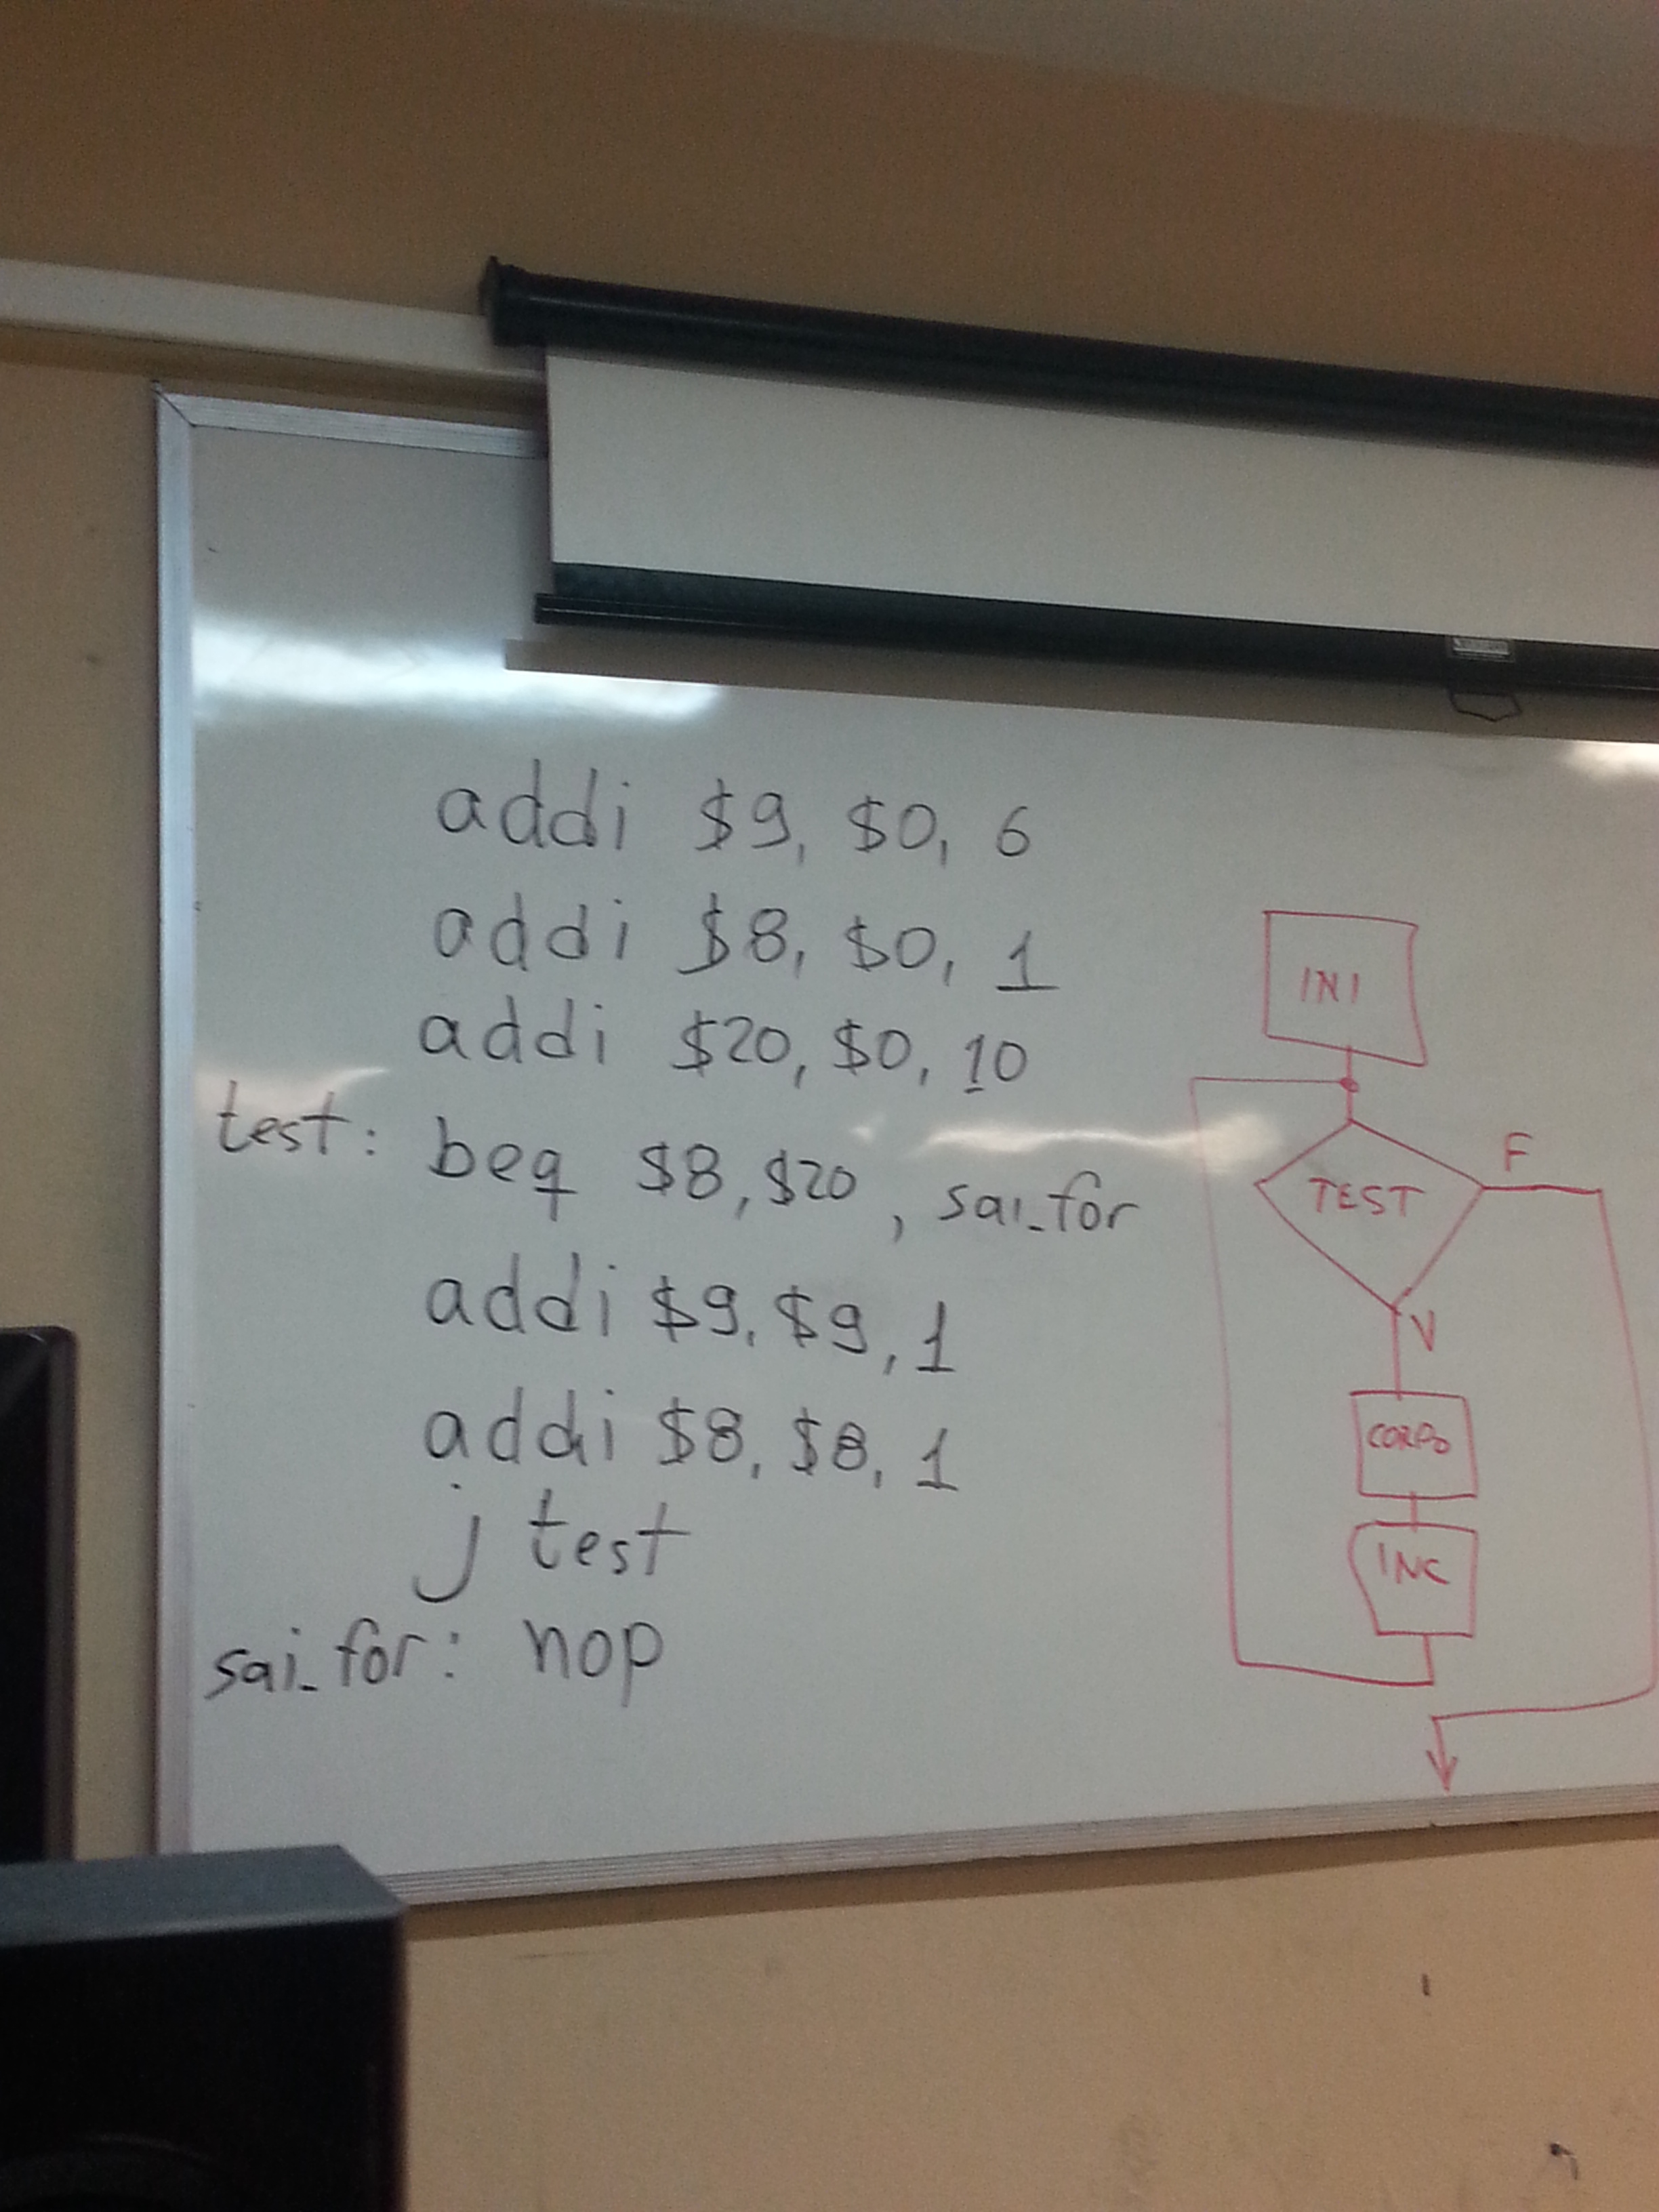 addi $9, $0, 6
addi $8, $0, 1
addi $20, $0, 10
test: beq $8, $20, sai_for
addi $9, $9, 1
addi $8, $8, 1
j test
sai_for: nop
INI
TEST
F
V
CORPO
INC